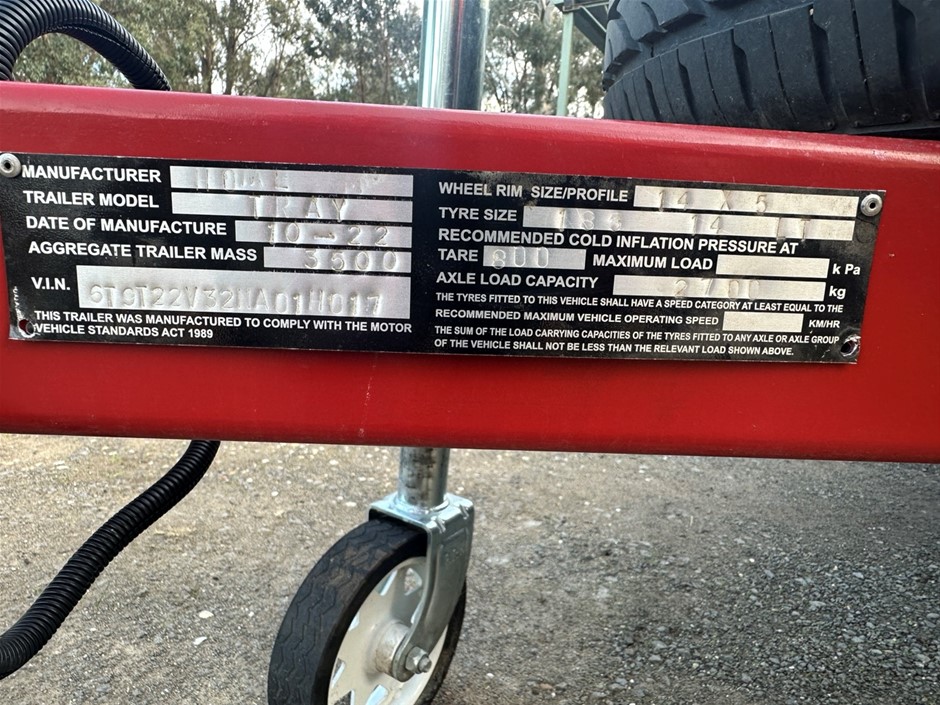 MANUFACTURER
TRAILER MODEL TRAY
DATE OF MANUFACTURE 10-22
AGGREGATE TRAILER MASS 3500
V.I.N. 6T9T22V32NA01W017
THIS TRAILER WAS MANUFACTURED TO COMPLY WITH THE MOTOR
VEHICLE STANDARDS ACT 1989
WHEEL RIM SIZE/PROFILE 14 X 5
TYRE SIZE 185 14 LT
RECOMMENDED COLD INFLATION PRESSURE AT
TARE 800 MAXIMUM LOAD kPa
AXLE LOAD CAPACITY 2700 kg
THE TYRES FITTED TO THIS VEHICLE SHALL HAVE A SPEED CATEGORY AT LEAST EQUAL TO THE
RECOMMENDED MAXIMUM VEHICLE OPERATING SPEED KM/HR
THE SUM OF THE LOAD CARRYING CAPACITIES OF THE TYRES FITTED TO ANY AXLE OR AXLE GROUP
OF THE VEHICLE SHALL NOT BE LESS THAN THE RELEVANT LOAD SHOWN ABOVE.